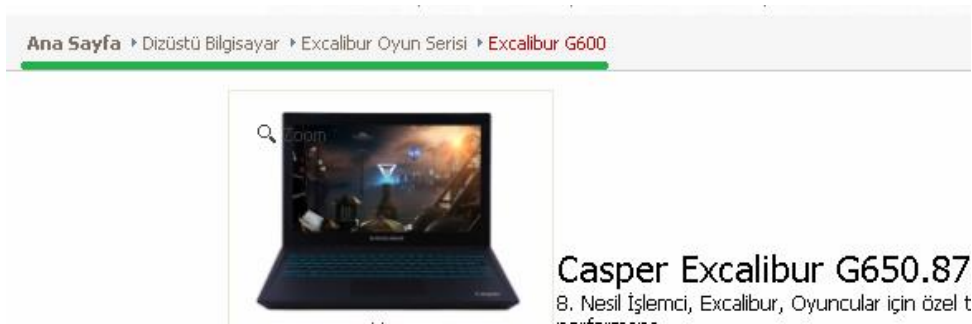 Ana Sayfa Dizüstü Bilgisayar Excalibur Oyun Serisi Excalibur G600
Zoom
Casper Excalibur G650.87
8. Nesil İşlemci, Excalibur, Oyuncular için özel t